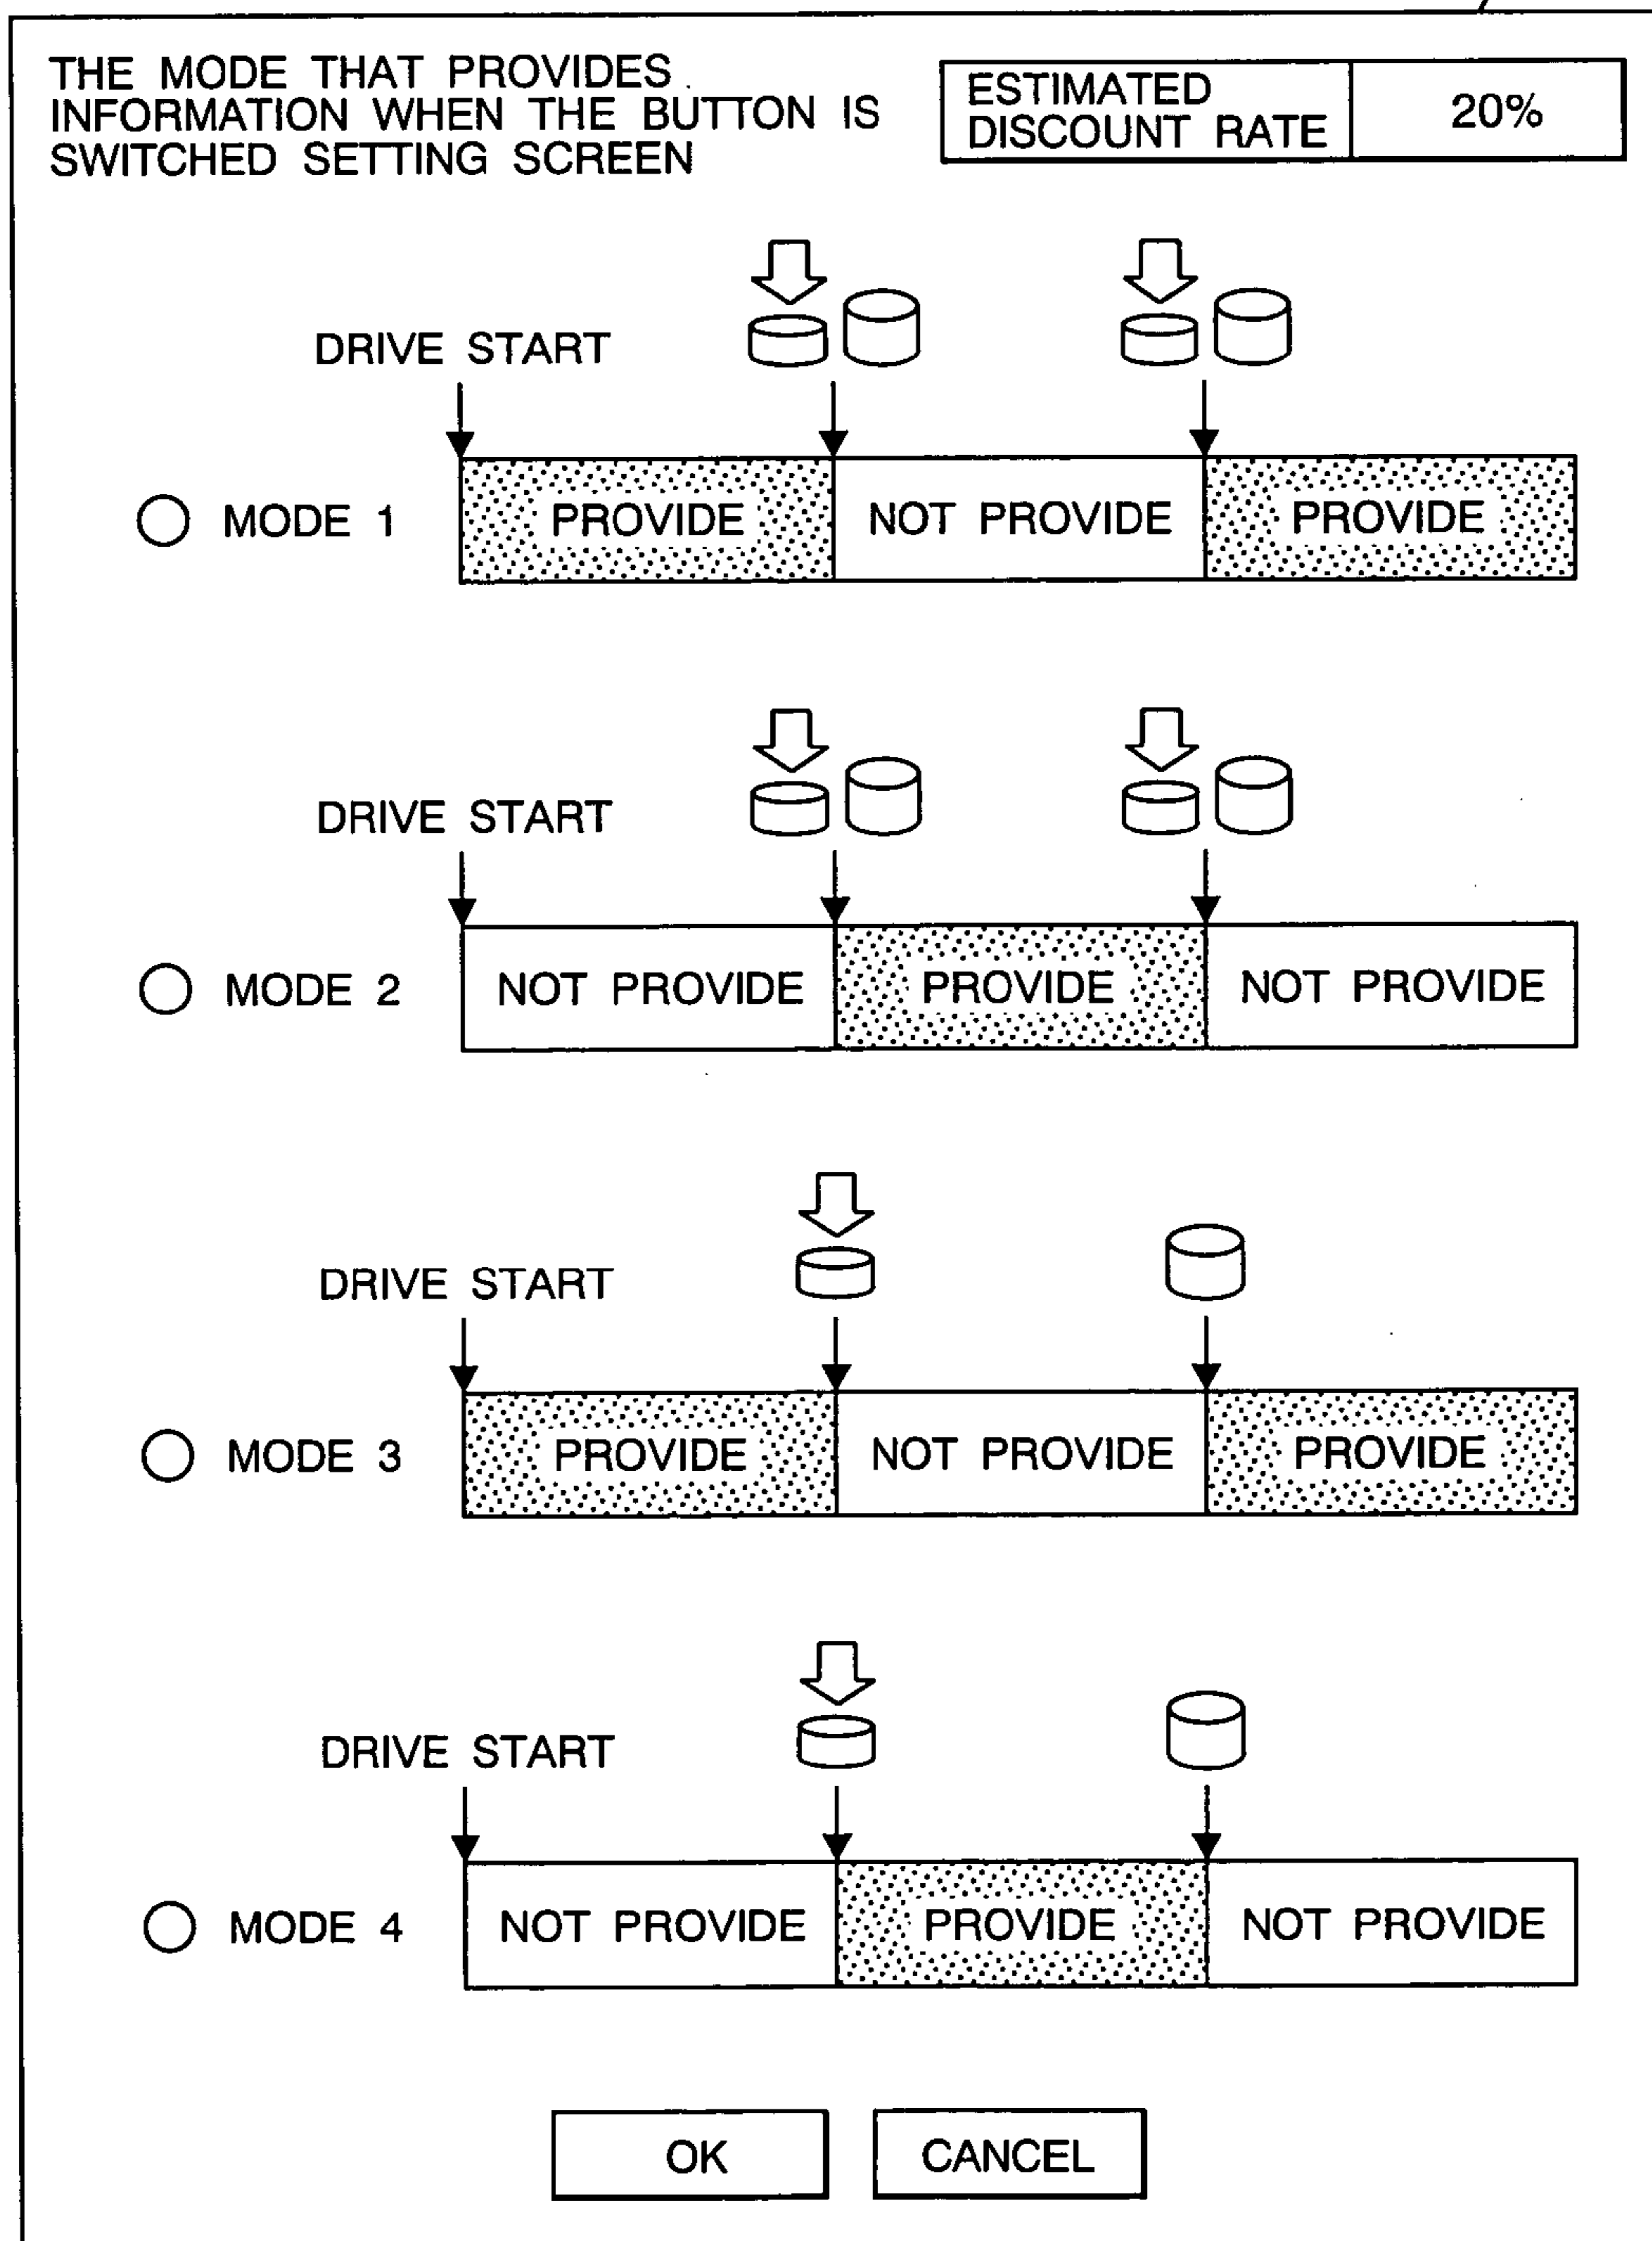 THE MODE THAT PROVIDES
INFORMATION WHEN THE BUTTON IS
SWITCHED SETTING SCREEN
ESTIMATED
DISCOUNT RATE
20%
DRIVE START
MODE 1
PROVIDE
NOT PROVIDE
PROVIDE
DRIVE START
MODE 2
NOT PROVIDE
PROVIDE
NOT PROVIDE
DRIVE START
MODE 3
PROVIDE
NOT PROVIDE
PROVIDE
DRIVE START
MODE 4
NOT PROVIDE
PROVIDE
NOT PROVIDE
OK
CANCEL